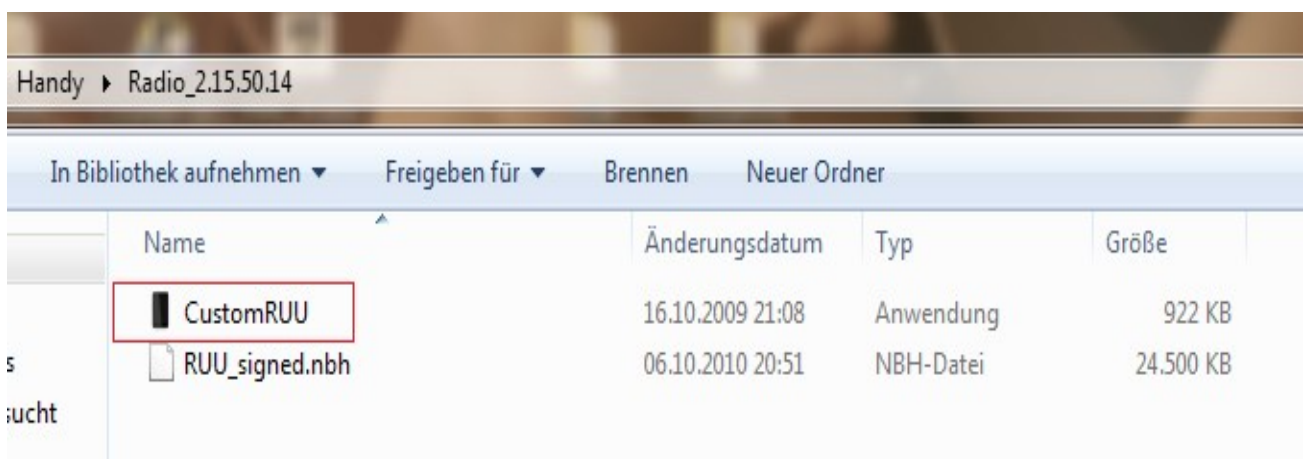 Handy ▸ Radio_2.15.50.14
In Bibliothek aufnehmen ▾ Freigeben für ▾ Brennen Neuer Ordner
Name Änderungsdatum Typ Größe
CustomRUU 16.10.2009 21:08 Anwendung 922 KB
RUU_signed.nbh 06.10.2010 20:51 NBH-Datei 24.500 KB